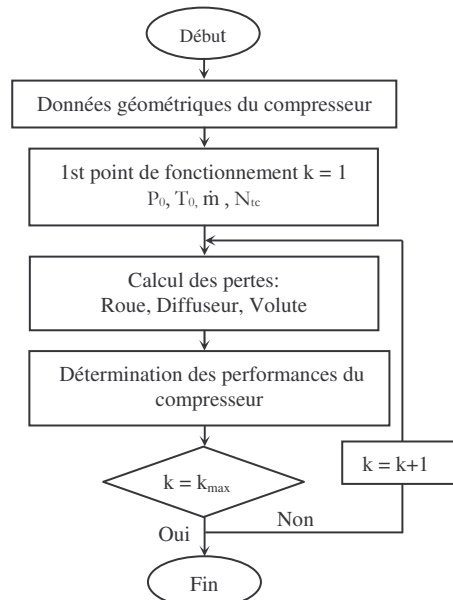 Début
Données géométriques du compresseur
1st point de fonctionnement k = 1
P₀, T₀, ṁ , Nₜc
Calcul des pertes:
Roue, Diffuseur, Volute
Détermination des performances du
compresseur
k = kmax
k = k+1
Oui
Non
Fin